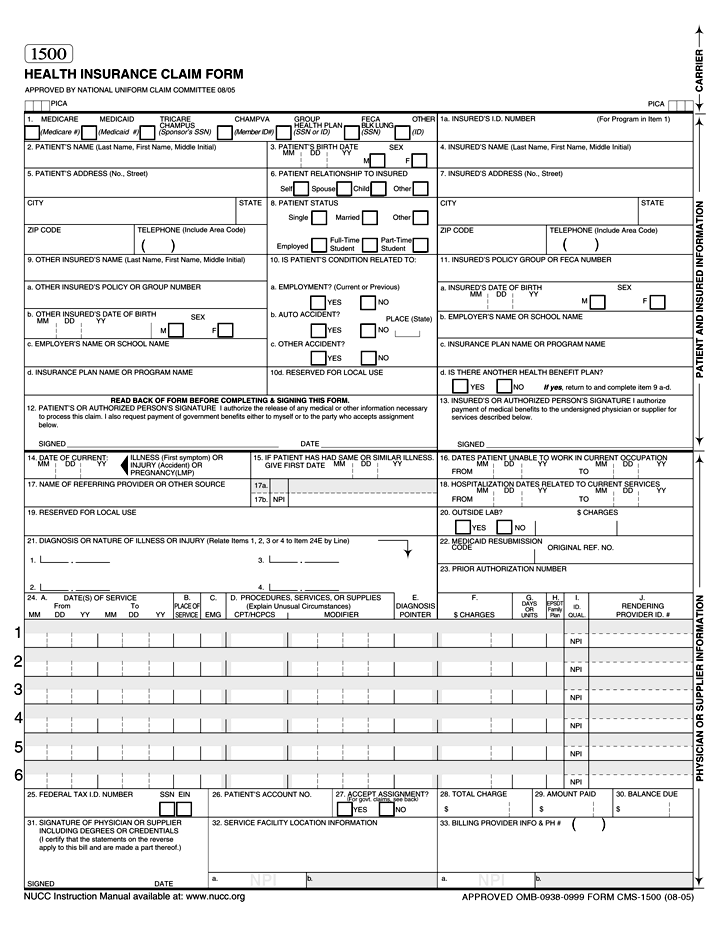 1500
HEALTH INSURANCE CLAIM FORM
APPROVED BY NATIONAL UNIFORM CLAIM COMMITTEE 08/05
PICA
PICA
CARRIER
1. MEDICARE MEDICAID TRICARE CHAMPUS CHAMPVA GROUP HEALTH PLAN FECA BLK LUNG OTHER
(Medicare #) (Medicaid #) (Sponsor's SSN) (Member ID#) (SSN or ID) (SSN) (ID)
1a. INSURED'S I.D. NUMBER (For Program in Item 1)
2. PATIENT'S NAME (Last Name, First Name, Middle Initial)
3. PATIENT'S BIRTH DATE SEX
MM DD YY
M F
4. INSURED'S NAME (Last Name, First Name, Middle Initial)
5. PATIENT'S ADDRESS (No., Street)
6. PATIENT RELATIONSHIP TO INSURED
Self Spouse Child Other
7. INSURED'S ADDRESS (No., Street)
CITY STATE
8. PATIENT STATUS
Single Married Other
CITY STATE
ZIP CODE TELEPHONE (Include Area Code)
( )
Employed Full-Time Student Part-Time Student
ZIP CODE TELEPHONE (Include Area Code)
( )
9. OTHER INSURED'S NAME (Last Name, First Name, Middle Initial)
10. IS PATIENT'S CONDITION RELATED TO:
11. INSURED'S POLICY GROUP OR FECA NUMBER
a. OTHER INSURED'S POLICY OR GROUP NUMBER
a. EMPLOYMENT? (Current or Previous)
YES NO
a. INSURED'S DATE OF BIRTH SEX
MM DD YY
M F
b. OTHER INSURED'S DATE OF BIRTH SEX
MM DD YY
M F
b. AUTO ACCIDENT? PLACE (State)
YES NO
b. EMPLOYER'S NAME OR SCHOOL NAME
c. EMPLOYER'S NAME OR SCHOOL NAME
c. OTHER ACCIDENT?
YES NO
c. INSURANCE PLAN NAME OR PROGRAM NAME
d. INSURANCE PLAN NAME OR PROGRAM NAME
10d. RESERVED FOR LOCAL USE
d. IS THERE ANOTHER HEALTH BENEFIT PLAN?
YES NO If yes, return to and complete item 9 a-d.
READ BACK OF FORM BEFORE COMPLETING & SIGNING THIS FORM.
12. PATIENT'S OR AUTHORIZED PERSON'S SIGNATURE I authorize the release of any medical or other information necessary
to process this claim. I also request payment of government benefits either to myself or to the party who accepts assignment
below.
SIGNED DATE
13. INSURED'S OR AUTHORIZED PERSON'S SIGNATURE I authorize
payment of medical benefits to the undersigned physician or supplier for
services described below.
SIGNED
PATIENT AND INSURED INFORMATION
14. DATE OF CURRENT:
MM DD YY
ILLNESS (First symptom) OR
INJURY (Accident) OR
PREGNANCY(LMP)
15. IF PATIENT HAS HAD SAME OR SIMILAR ILLNESS.
GIVE FIRST DATE MM DD YY
16. DATES PATIENT UNABLE TO WORK IN CURRENT OCCUPATION
MM DD YY MM DD YY
FROM TO
17. NAME OF REFERRING PROVIDER OR OTHER SOURCE
17a.
17b. NPI
18. HOSPITALIZATION DATES RELATED TO CURRENT SERVICES
MM DD YY MM DD YY
FROM TO
19. RESERVED FOR LOCAL USE
20. OUTSIDE LAB? $ CHARGES
YES NO
21. DIAGNOSIS OR NATURE OF ILLNESS OR INJURY (Relate Items 1, 2, 3 or 4 to Item 24E by Line)
1. . 3. .
2. . 4. .
22. MEDICAID RESUBMISSION
CODE ORIGINAL REF. NO.
23. PRIOR AUTHORIZATION NUMBER
24. A. DATE(S) OF SERVICE
From To
MM DD YY MM DD YY
B.
PLACE OF
SERVICE
C.
EMG
D. PROCEDURES, SERVICES, OR SUPPLIES
(Explain Unusual Circumstances)
CPT/HCPCS MODIFIER
E.
DIAGNOSIS
POINTER
F.
$ CHARGES
G.
DAYS
OR
UNITS
H.
EPSDT
Family
Plan
I.
ID.
QUAL.
J.
RENDERING
PROVIDER ID. #
1
NPI
2
NPI
3
NPI
4
NPI
5
NPI
6
NPI
PHYSICIAN OR SUPPLIER INFORMATION
25. FEDERAL TAX I.D. NUMBER SSN EIN
26. PATIENT'S ACCOUNT NO.
27. ACCEPT ASSIGNMENT?
(For govt. claims, see back)
YES NO
28. TOTAL CHARGE
$
29. AMOUNT PAID
$
30. BALANCE DUE
$
31. SIGNATURE OF PHYSICIAN OR SUPPLIER
INCLUDING DEGREES OR CREDENTIALS
(I certify that the statements on the reverse
apply to this bill and are made a part thereof.)
SIGNED DATE
32. SERVICE FACILITY LOCATION INFORMATION
a. NPI b.
33. BILLING PROVIDER INFO & PH # ( )
a. NPI b.
NUCC Instruction Manual available at: www.nucc.org
APPROVED OMB-0938-0999 FORM CMS-1500 (08-05)